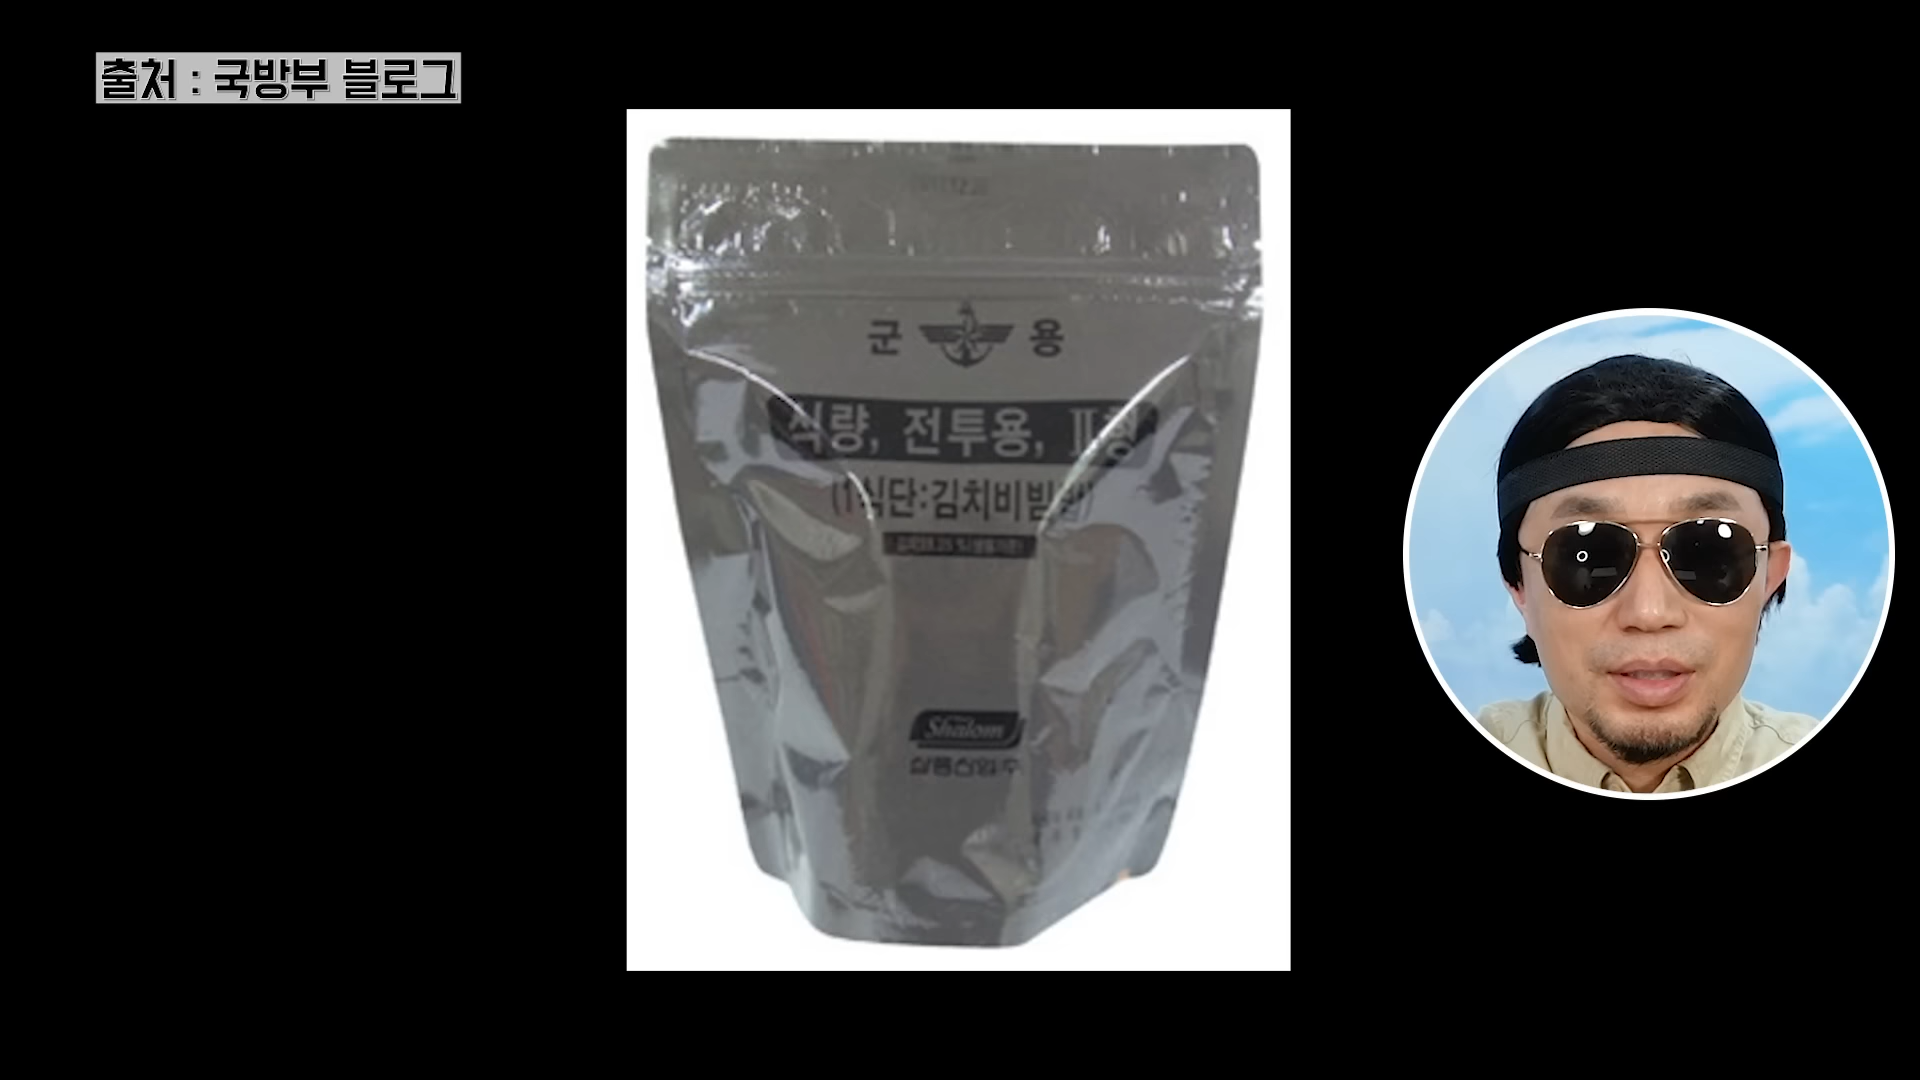 출처 : 국방부 블로그
군 용
식량, 전투용, Ⅱ형
(1식단:김치비빔밥)
Shalom